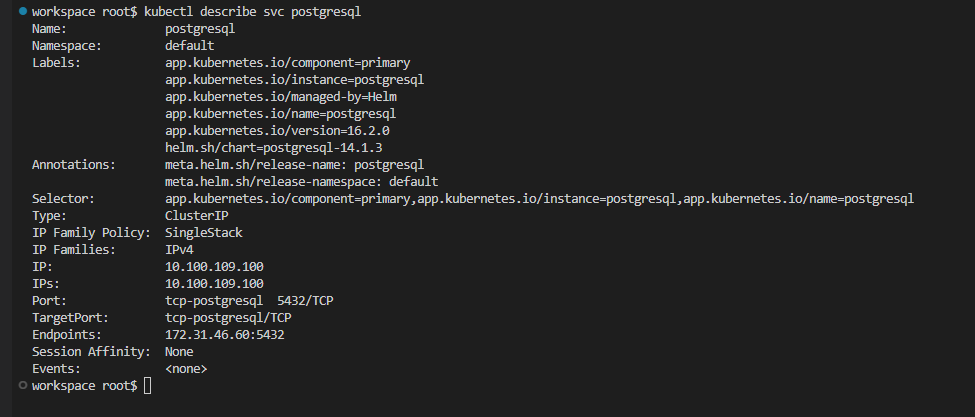 workspace root$ kubectl describe svc postgresql
Name:              postgresql
Namespace:         default
Labels:            app.kubernetes.io/component=primary
                   app.kubernetes.io/instance=postgresql
                   app.kubernetes.io/managed-by=Helm
                   app.kubernetes.io/name=postgresql
                   app.kubernetes.io/version=16.2.0
                   helm.sh/chart=postgresql-14.1.3
Annotations:       meta.helm.sh/release-name: postgresql
                   meta.helm.sh/release-namespace: default
Selector:          app.kubernetes.io/component=primary,app.kubernetes.io/instance=postgresql,app.kubernetes.io/name=postgresql
Type:              ClusterIP
IP Family Policy:  SingleStack
IP Families:       IPv4
IP:                10.100.109.100
IPs:               10.100.109.100
Port:              tcp-postgresql  5432/TCP
TargetPort:        tcp-postgresql/TCP
Endpoints:         172.31.46.60:5432
Session Affinity:  None
Events:            <none>
workspace root$